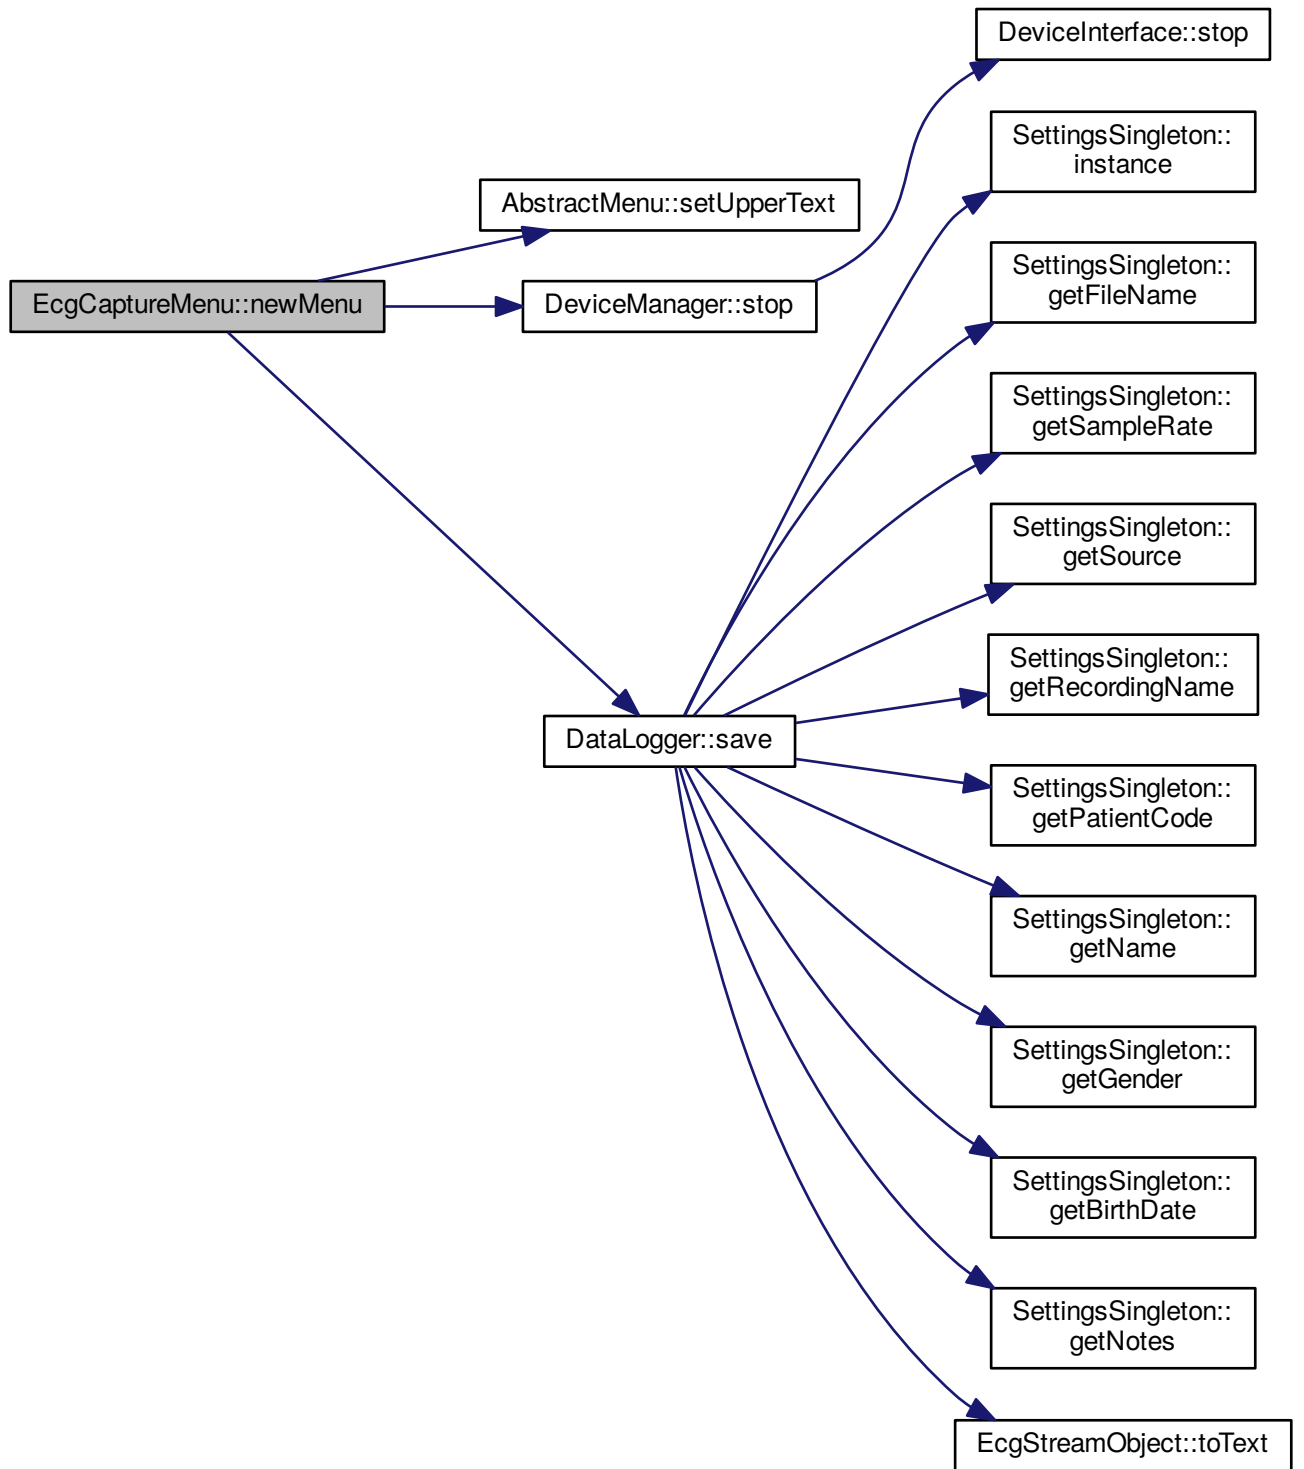 DeviceInterface::stop
SettingsSingleton::
instance
AbstractMenu::setUpperText
SettingsSingleton::
getFileName
EcgCaptureMenu::newMenu
DeviceManager::stop
SettingsSingleton::
getSampleRate
SettingsSingleton::
getSource
SettingsSingleton::
getRecordingName
DataLogger::save
SettingsSingleton::
getPatientCode
SettingsSingleton::
getName
SettingsSingleton::
getGender
SettingsSingleton::
getBirthDate
SettingsSingleton::
getNotes
EcgStreamObject::toText